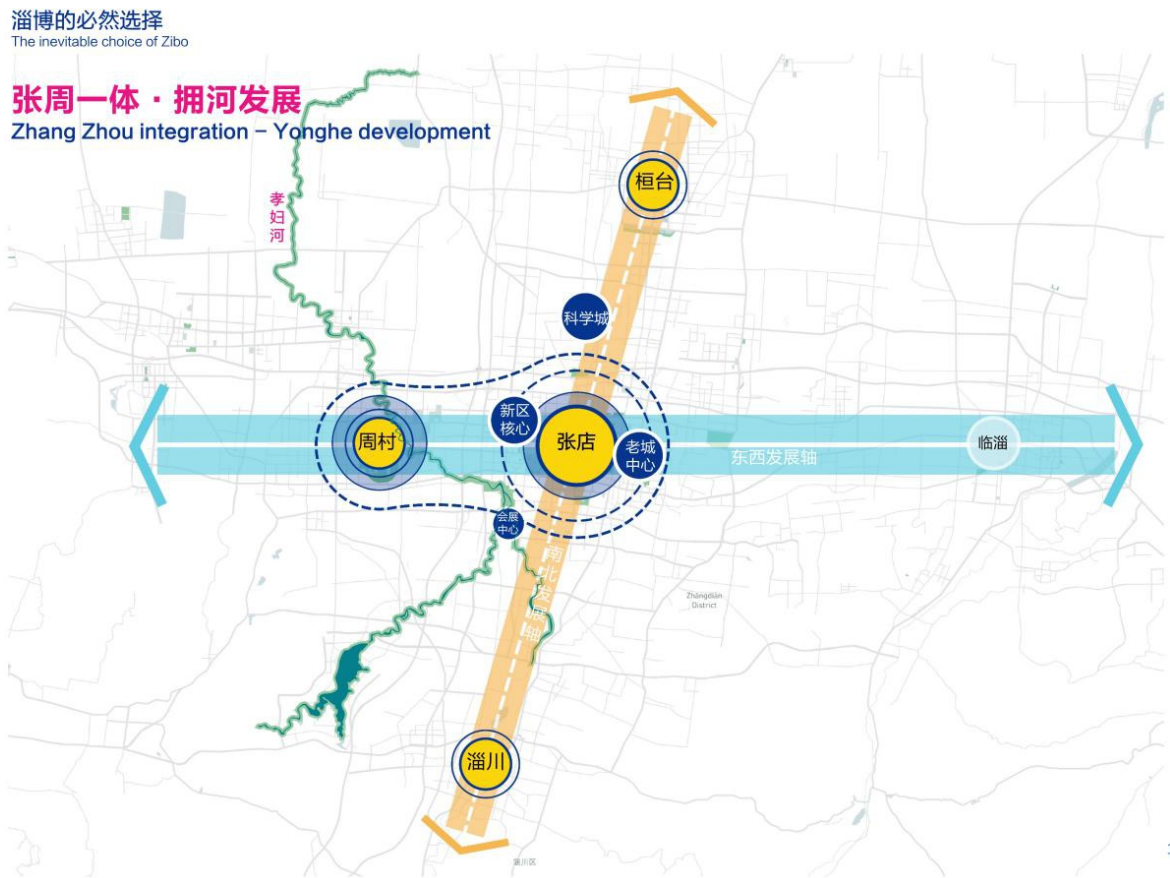 淄博的必然选择
The inevitable choice of Zibo
张周一体·拥河发展
Zhang Zhou integration – Yonghe development
桓台
孝妇河
科学城
新区
核心
周村
张店
老城
中心
临淄
东西发展轴
会展
中心
南北发展轴
Zhangdian
District
淄川
淄川区